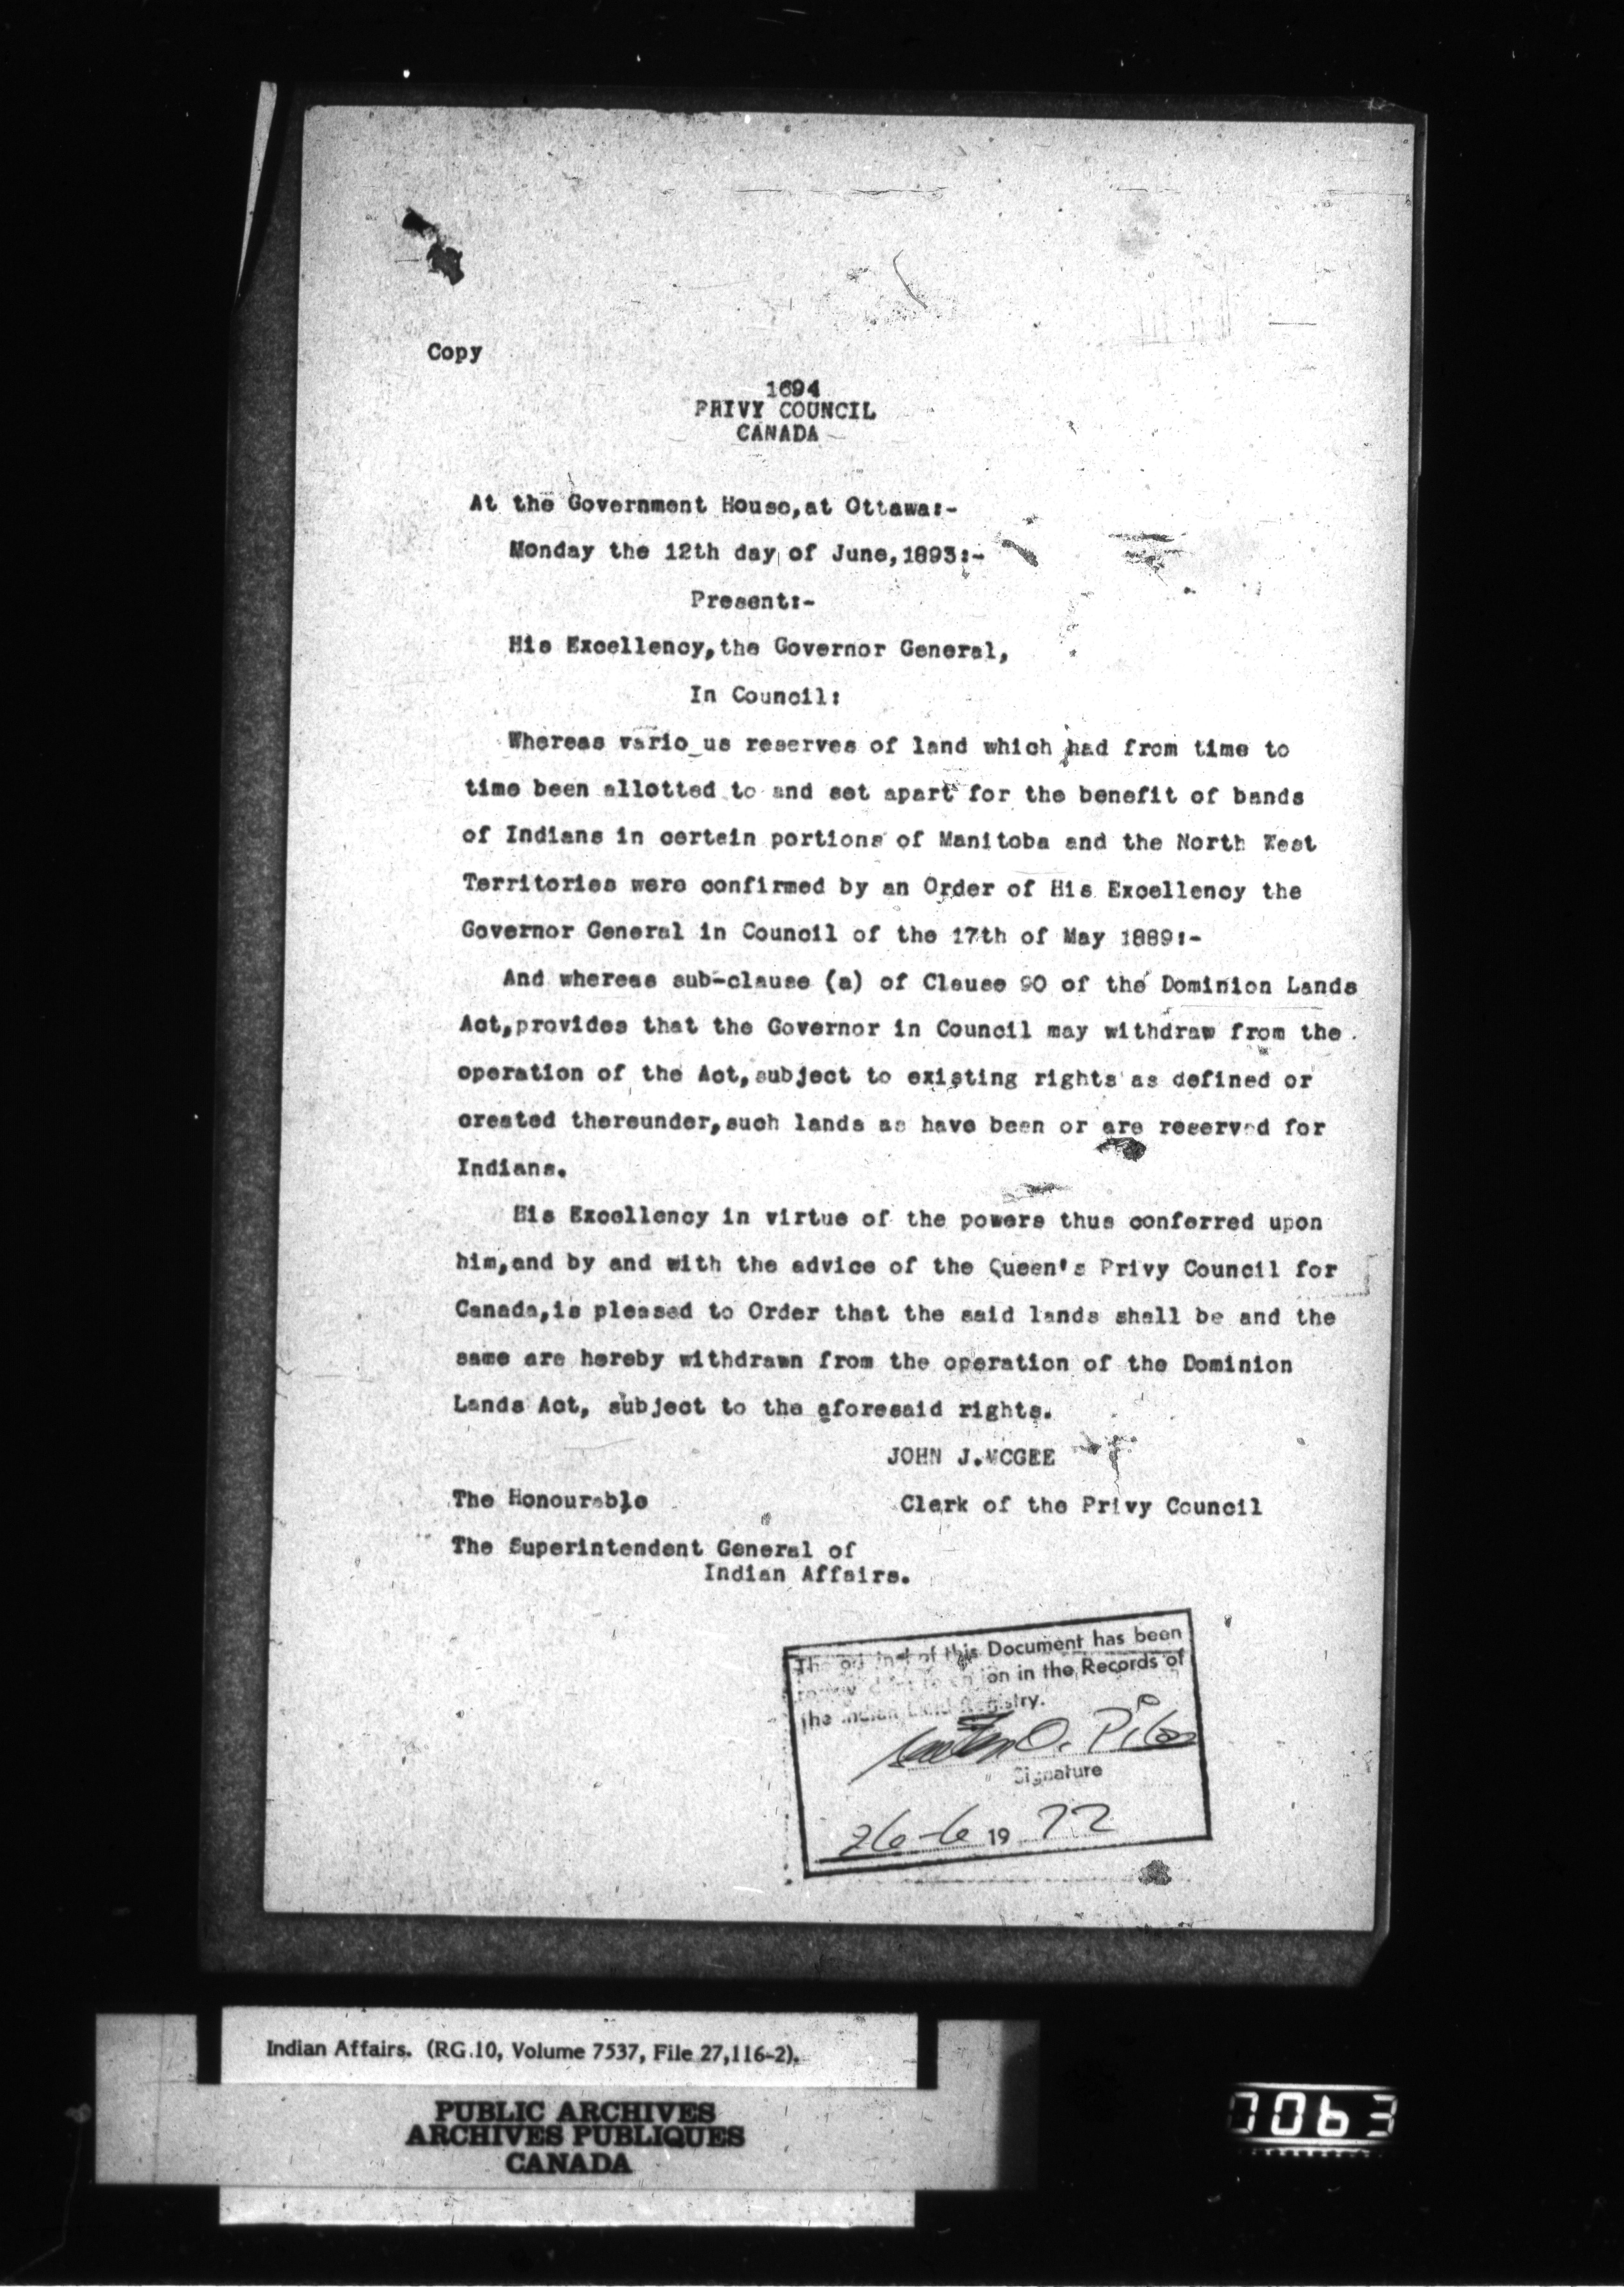 Copy
1694
PRIVY COUNCIL
CANADA
At the Government House,at Ottawa:-
Monday the 12th day of June,1893:-
Present:-
His Excellency,the Governor General,
In Council:
Whereas vario_us reserves of land which had from time to
time been allotted to and set apart for the benefit of bands
of Indians in certain portions of Manitoba and the North West
Territories were confirmed by an Order of His Excellency the
Governor General in Council of the 17th of May 1889:-
And whereas sub-clause (a) of Clause 90 of the Dominion Lands
Act,provides that the Governor in Council may withdraw from the
operation of the Act,subject to existing rights as defined or
created thereunder,such lands as have been or are reserved for
Indians.
His Excellency in virtue of the powers thus conferred upon
him,and by and with the advice of the Queen's Privy Council for
Canada,is pleased to Order that the said lands shall be and the
same are hereby withdrawn from the operation of the Dominion
Lands Act, subject to the aforesaid rights.
JOHN J.MCGEE
The Honourable Clerk of the Privy Council
The Superintendent General of
Indian Affairs.
The original of this Document has been
in the Records of
the Indian Land Registry.
Signature
26-6 19 72
Indian Affairs. (RG 10, Volume 7537, File 27,116-2).
PUBLIC ARCHIVES
ARCHIVES PUBLIQUES
CANADA
0063